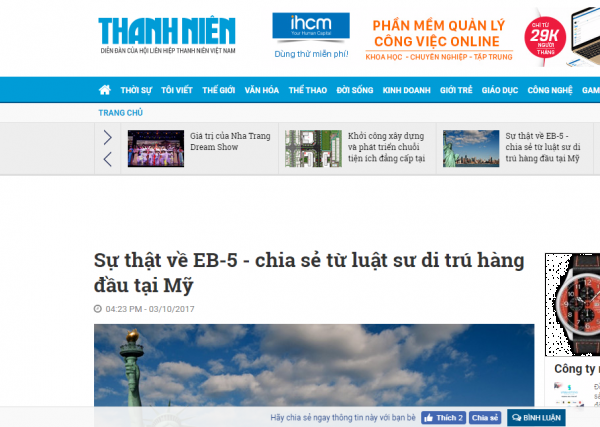 THANH NIÊN
DIỄN ĐÀN CỦA HỘI LIÊN HIỆP THANH NIÊN VIỆT NAM
ihcm
Your Human Capital
Dùng thử miễn phí!
PHẦN MỀM QUẢN LÝ
CÔNG VIỆC ONLINE
KHOA HỌC - CHUYÊN NGHIỆP - TẬP TRUNG
CHỈ TỪ
29K
NGƯỜI
THÁNG
THỜI SỰ TÔI VIẾT THẾ GIỚI VĂN HÓA THỂ THAO ĐỜI SỐNG KINH DOANH GIỚI TRẺ GIÁO DỤC CÔNG NGHỆ GAM
TRANG CHỦ
Giá trị của Nha Trang
Dream Show
Khởi công xây dựng
và phát triển chuỗi
tiện ích đẳng cấp tại
Sự thật về EB-5 -
chia sẻ từ luật sư di
trú hàng đầu tại Mỹ
Sự thật về EB-5 - chia sẻ từ luật sư di trú hàng
đầu tại Mỹ
04:23 PM - 03/10/2017
Công ty
Hãy chia sẻ ngay thông tin này với bạn bè Thích 2 Chia sẻ BÌNH LUẬN